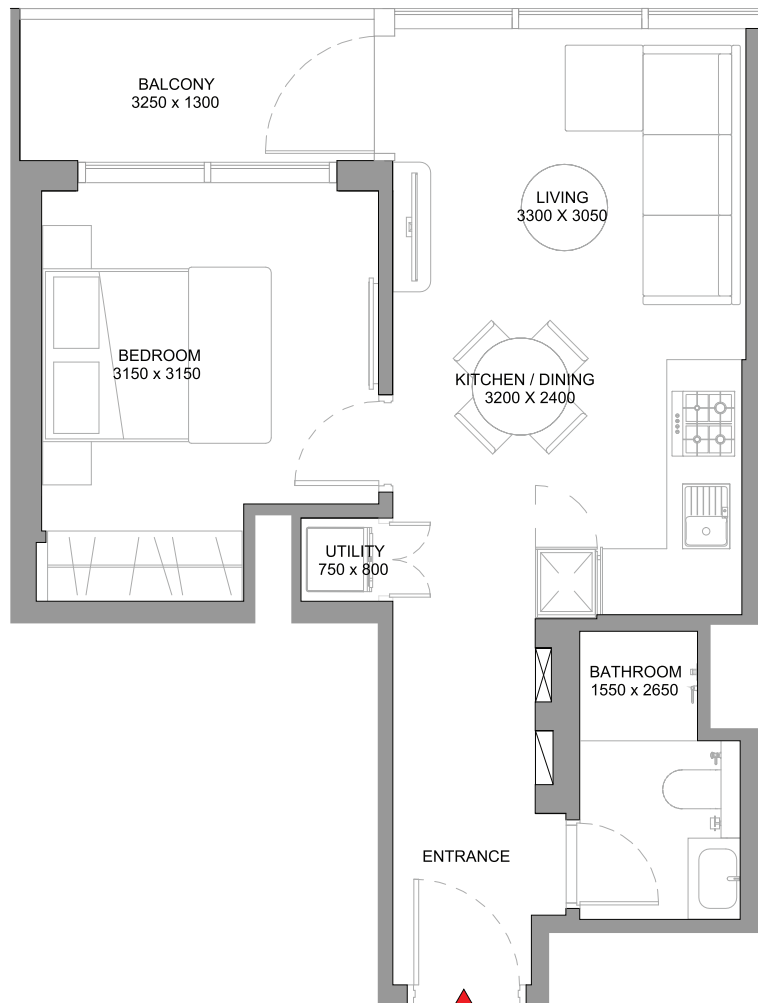 BALCONY
3250 x 1300
LIVING
3300 X 3050
BEDROOM
3150 x 3150
KITCHEN / DINING
3200 X 2400
UTILITY
750 x 800
BATHROOM
1550 x 2650
ENTRANCE